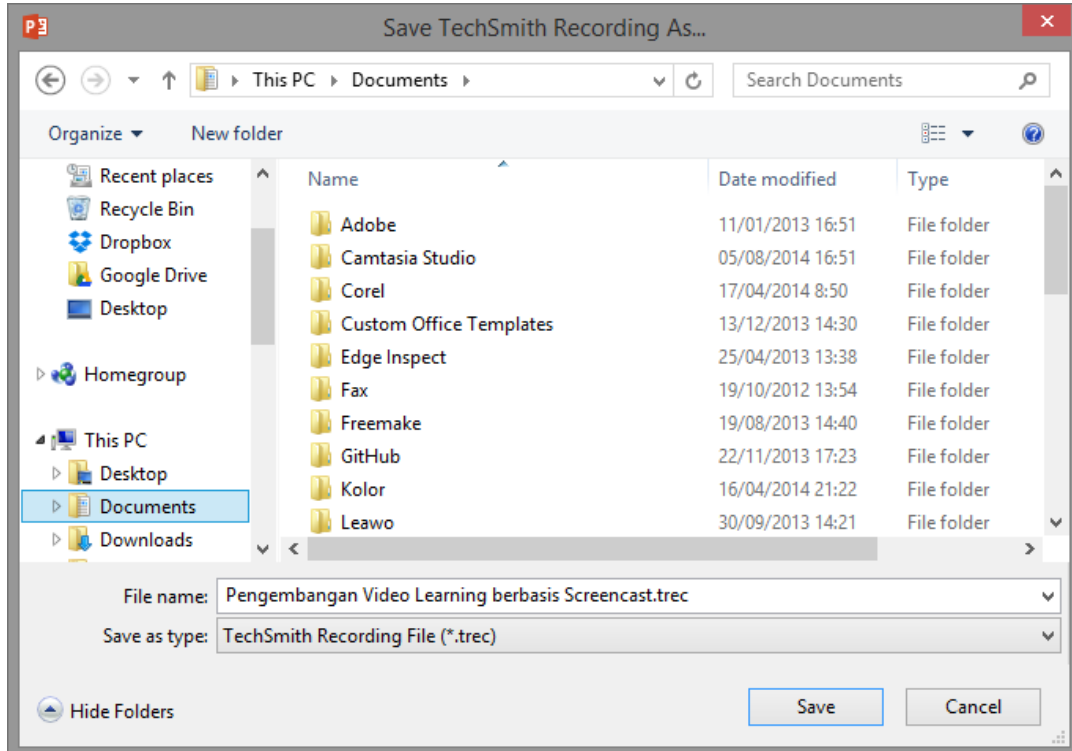 Save TechSmith Recording As...
This PC Documents
Search Documents
Organize New folder
Recent places
Recycle Bin
Dropbox
Google Drive
Desktop
Homegroup
This PC
Desktop
Documents
Downloads
Name Date modified Type
Adobe 11/01/2013 16:51 File folder
Camtasia Studio 05/08/2014 16:51 File folder
Corel 17/04/2014 8:50 File folder
Custom Office Templates 13/12/2013 14:30 File folder
Edge Inspect 25/04/2013 13:38 File folder
Fax 19/10/2012 13:54 File folder
Freemake 19/08/2013 14:40 File folder
GitHub 22/11/2013 17:23 File folder
Kolor 16/04/2014 21:22 File folder
Leawo 30/09/2013 14:21 File folder
File name: Pengembangan Video Learning berbasis Screencast.trec
Save as type: TechSmith Recording File (*.trec)
Hide Folders
Save
Cancel